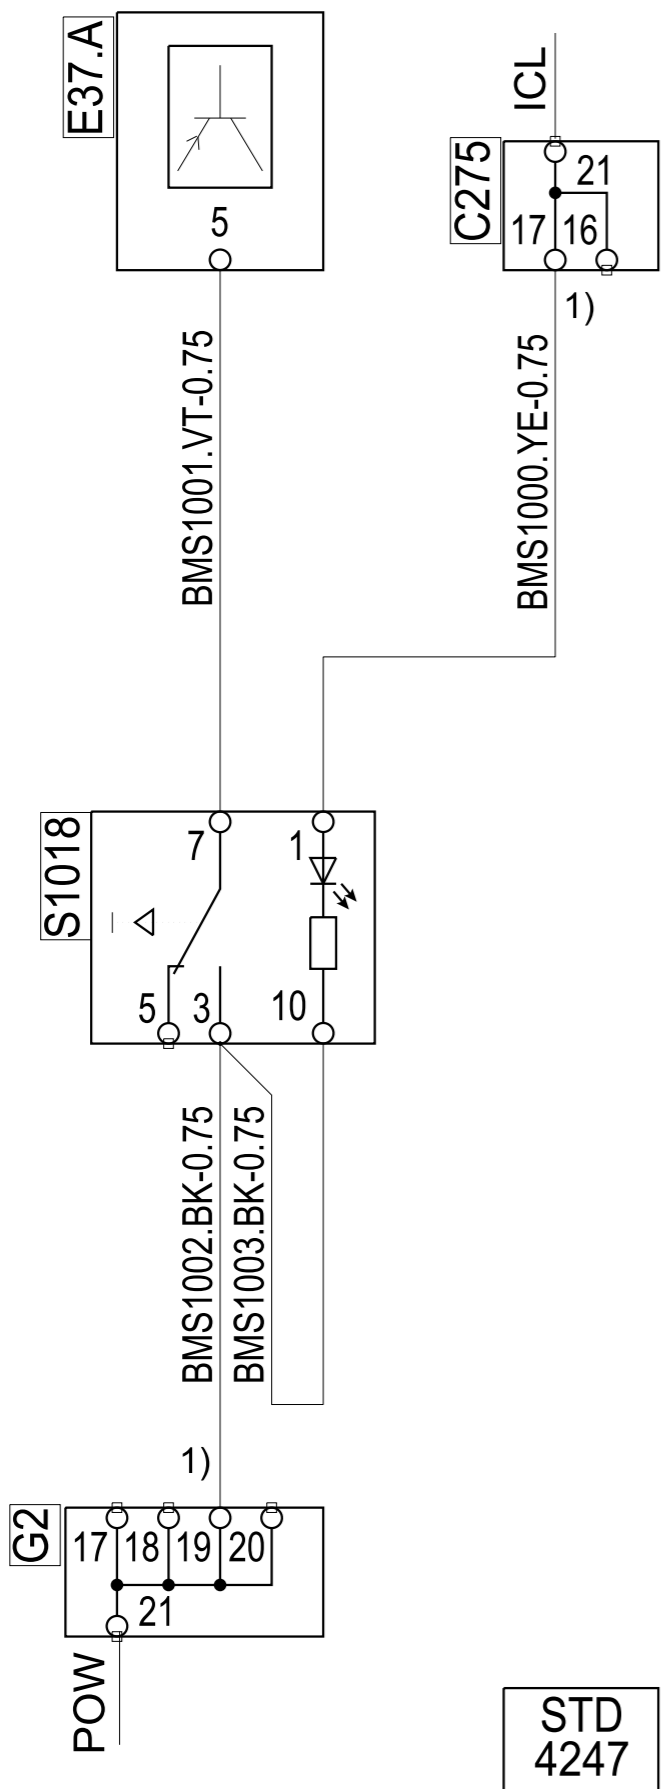 E37.A
5
ICL
C275
21
17
16
1)
BMS1001.VT-0.75
BMS1000.YE-0.75
S1018
7
1
5
3
10
BMS1002.BK-0.75
BMS1003.BK-0.75
1)
G2
17
18
19
20
21
POW
STD
4247